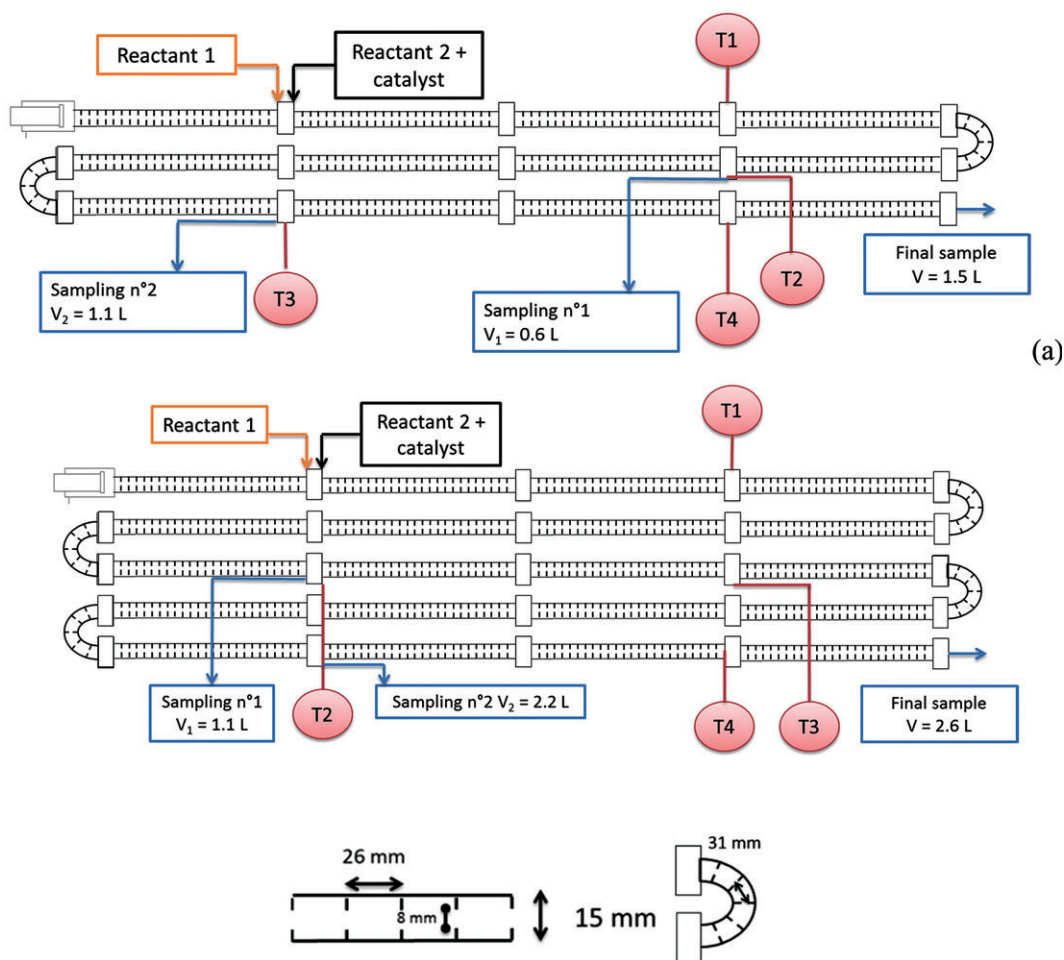 T1
Reactant 1
Reactant 2 +
catalyst
Final sample
V = 1.5 L
Sampling n°2
V₂ = 1.1 L
T3
T2
Sampling n°1
V₁ = 0.6 L
T4
(a)
T1
Reactant 1
Reactant 2 +
catalyst
Sampling n°1
V₁ = 1.1 L
T2
Sampling n°2 V₂ = 2.2 L
T4
T3
Final sample
V = 2.6 L
26 mm
8 mm
15 mm
31 mm